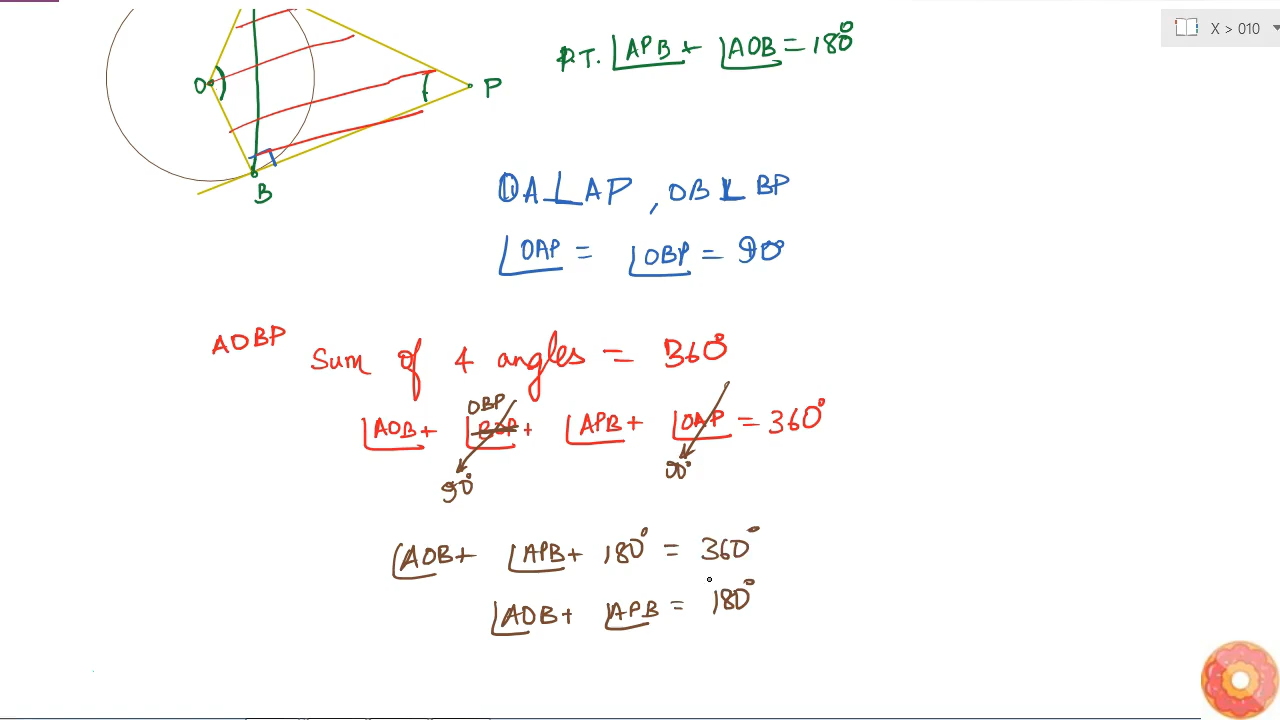 X > 010
P.T. ∠APB + ∠AOB = 180°
O
P
B
OA ⊥ AP , OB ⊥ BP
∠OAP = ∠OBP = 90°
AOBP
Sum of 4 angles = 360°
OBP
∠AOB + ∠BOP + ∠APB + ∠OAP = 360°
90° 90°
∠AOB + ∠APB + 180° = 360°
∠AOB + ∠APB = 180°